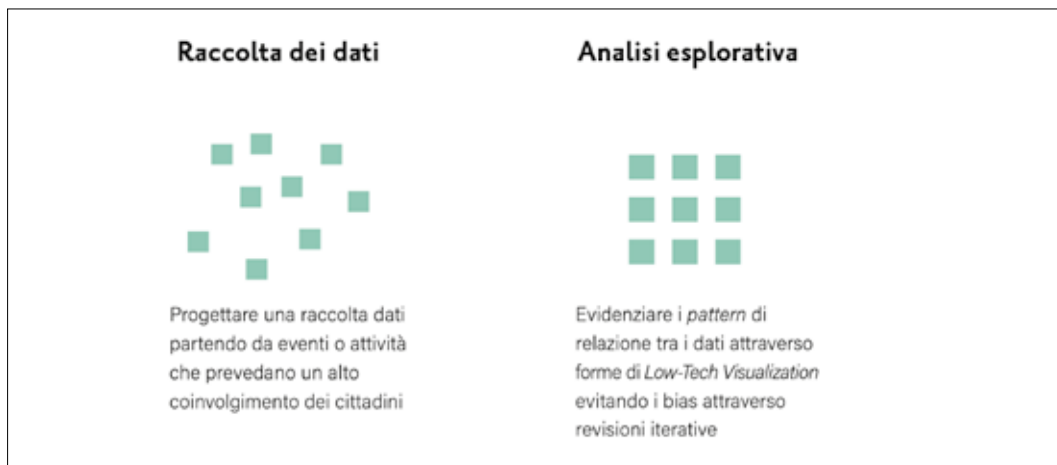 Raccolta dei dati
Progettare una raccolta dati
partendo da eventi o attività
che prevedano un alto
coinvolgimento dei cittadini
Analisi esplorativa
Evidenziare i pattern di
relazione tra i dati attraverso
forme di Low-Tech Visualization
evitando i bias attraverso
revisioni iterative